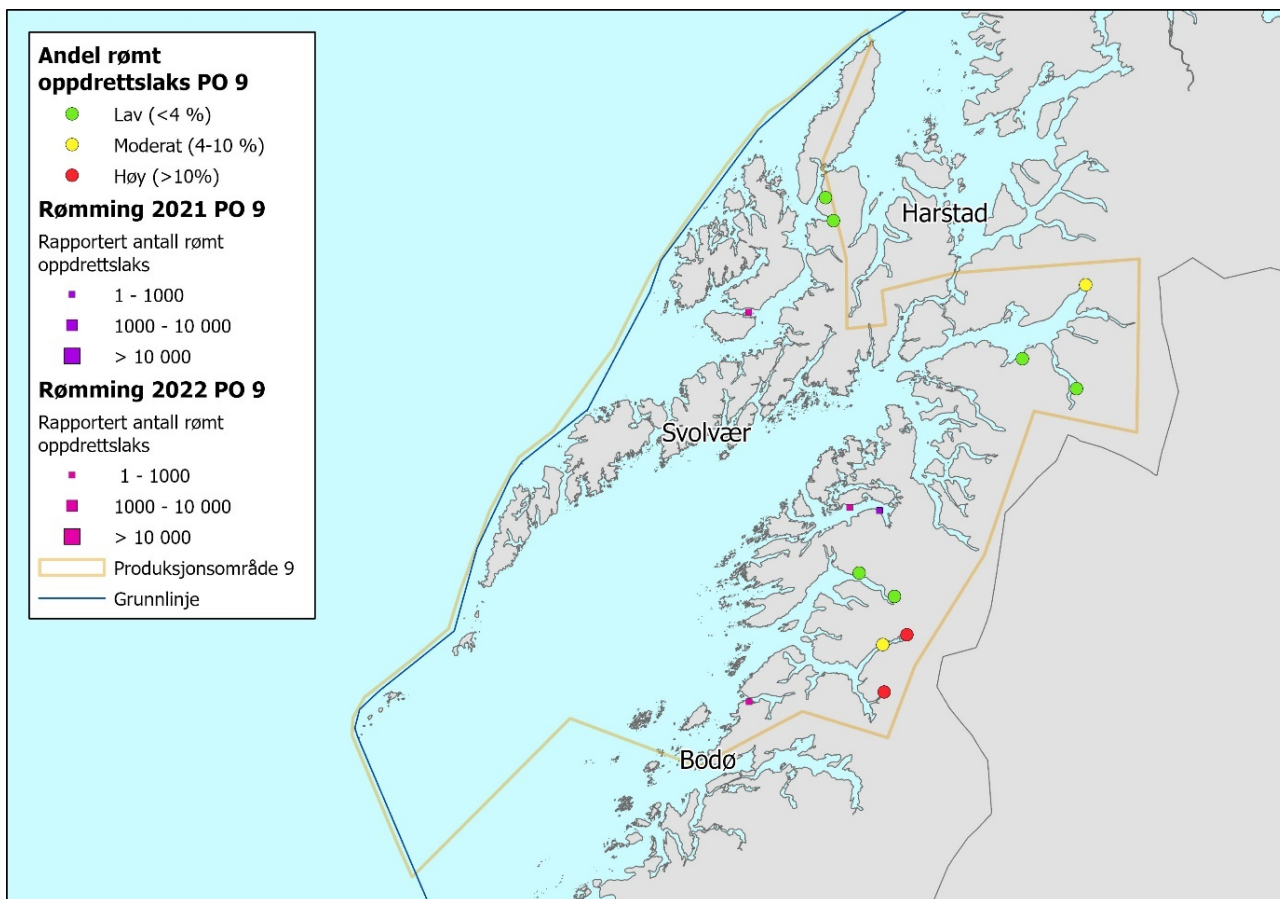 Andel rømt
oppdrettslaks PO 9
Lav (<4 %)
Moderat (4-10 %)
Høy (>10%)
Rømming 2021 PO 9
Rapportert antall rømt
oppdrettslaks
1 - 1000
1000 - 10 000
> 10 000
Rømming 2022 PO 9
Rapportert antall rømt
oppdrettslaks
1 - 1000
1000 - 10 000
> 10 000
Produksjonsområde 9
Grunnlinje
Harstad
Svolvær
Bodø